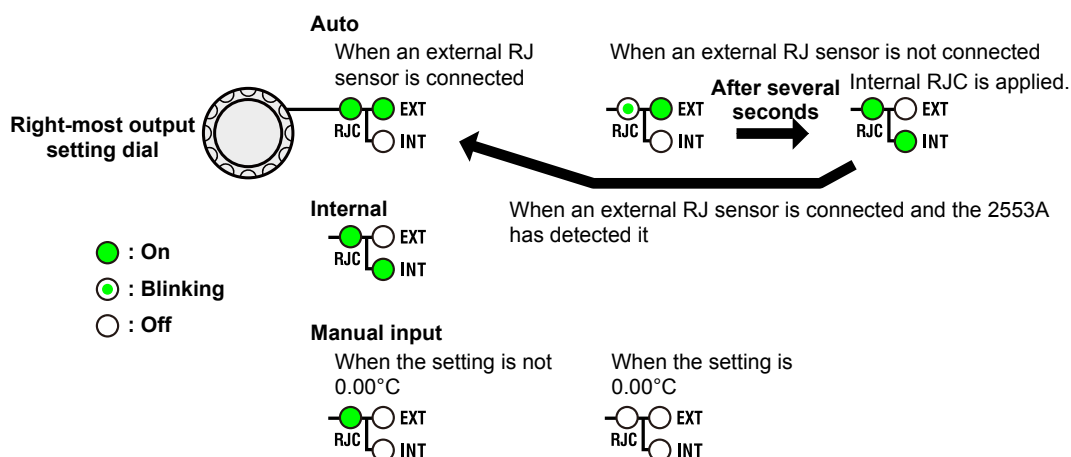 Auto
When an external RJ
sensor is connected
RJC
EXT
INT
When an external RJ sensor is not connected
RJC
EXT
INT
After several
seconds
Internal RJC is applied.
RJC
EXT
INT
Right-most output
setting dial
When an external RJ sensor is connected and the 2553A
has detected it
Internal
RJC
EXT
INT
: On
: Blinking
: Off
Manual input
When the setting is not
0.00°C
RJC
EXT
INT
When the setting is
0.00°C
RJC
EXT
INT